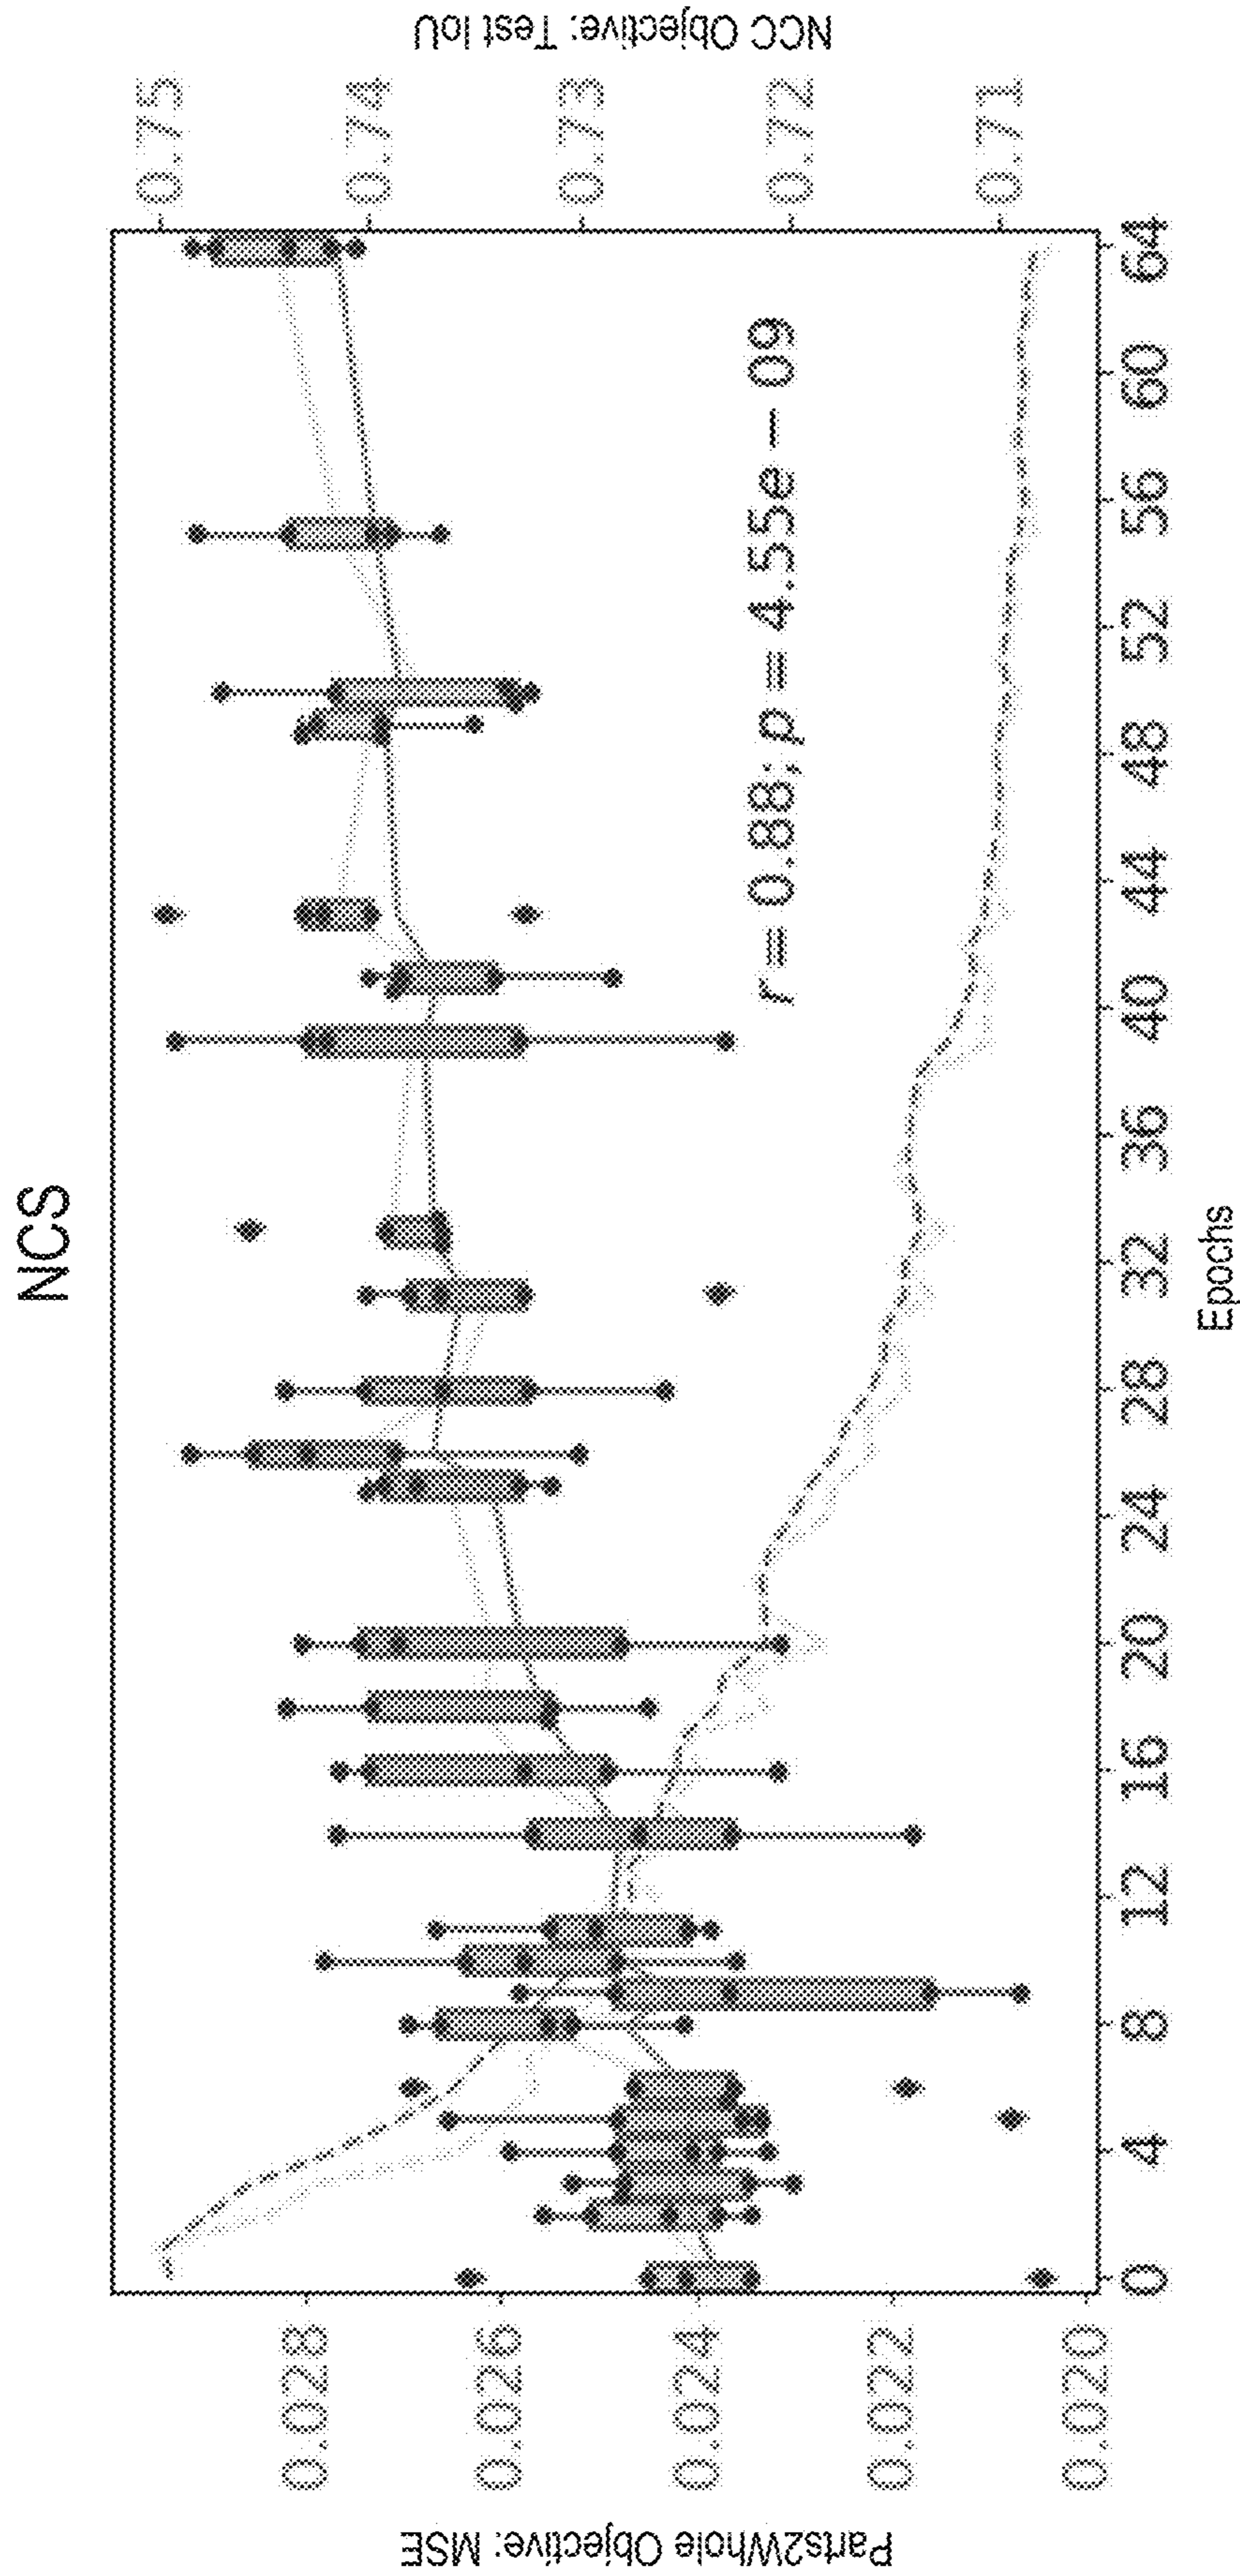 NCS
Parts2Whole Objective: MSE
0.028
0.026
0.024
0.022
0.020
NCC Objective: Test IoU
0.75
0.74
0.73
0.72
0.71
r = 0.88; p = 4.55e − 09
0 4 8 12 16 20 24 28 32 36 40 44 48 52 56 60 64
Epochs